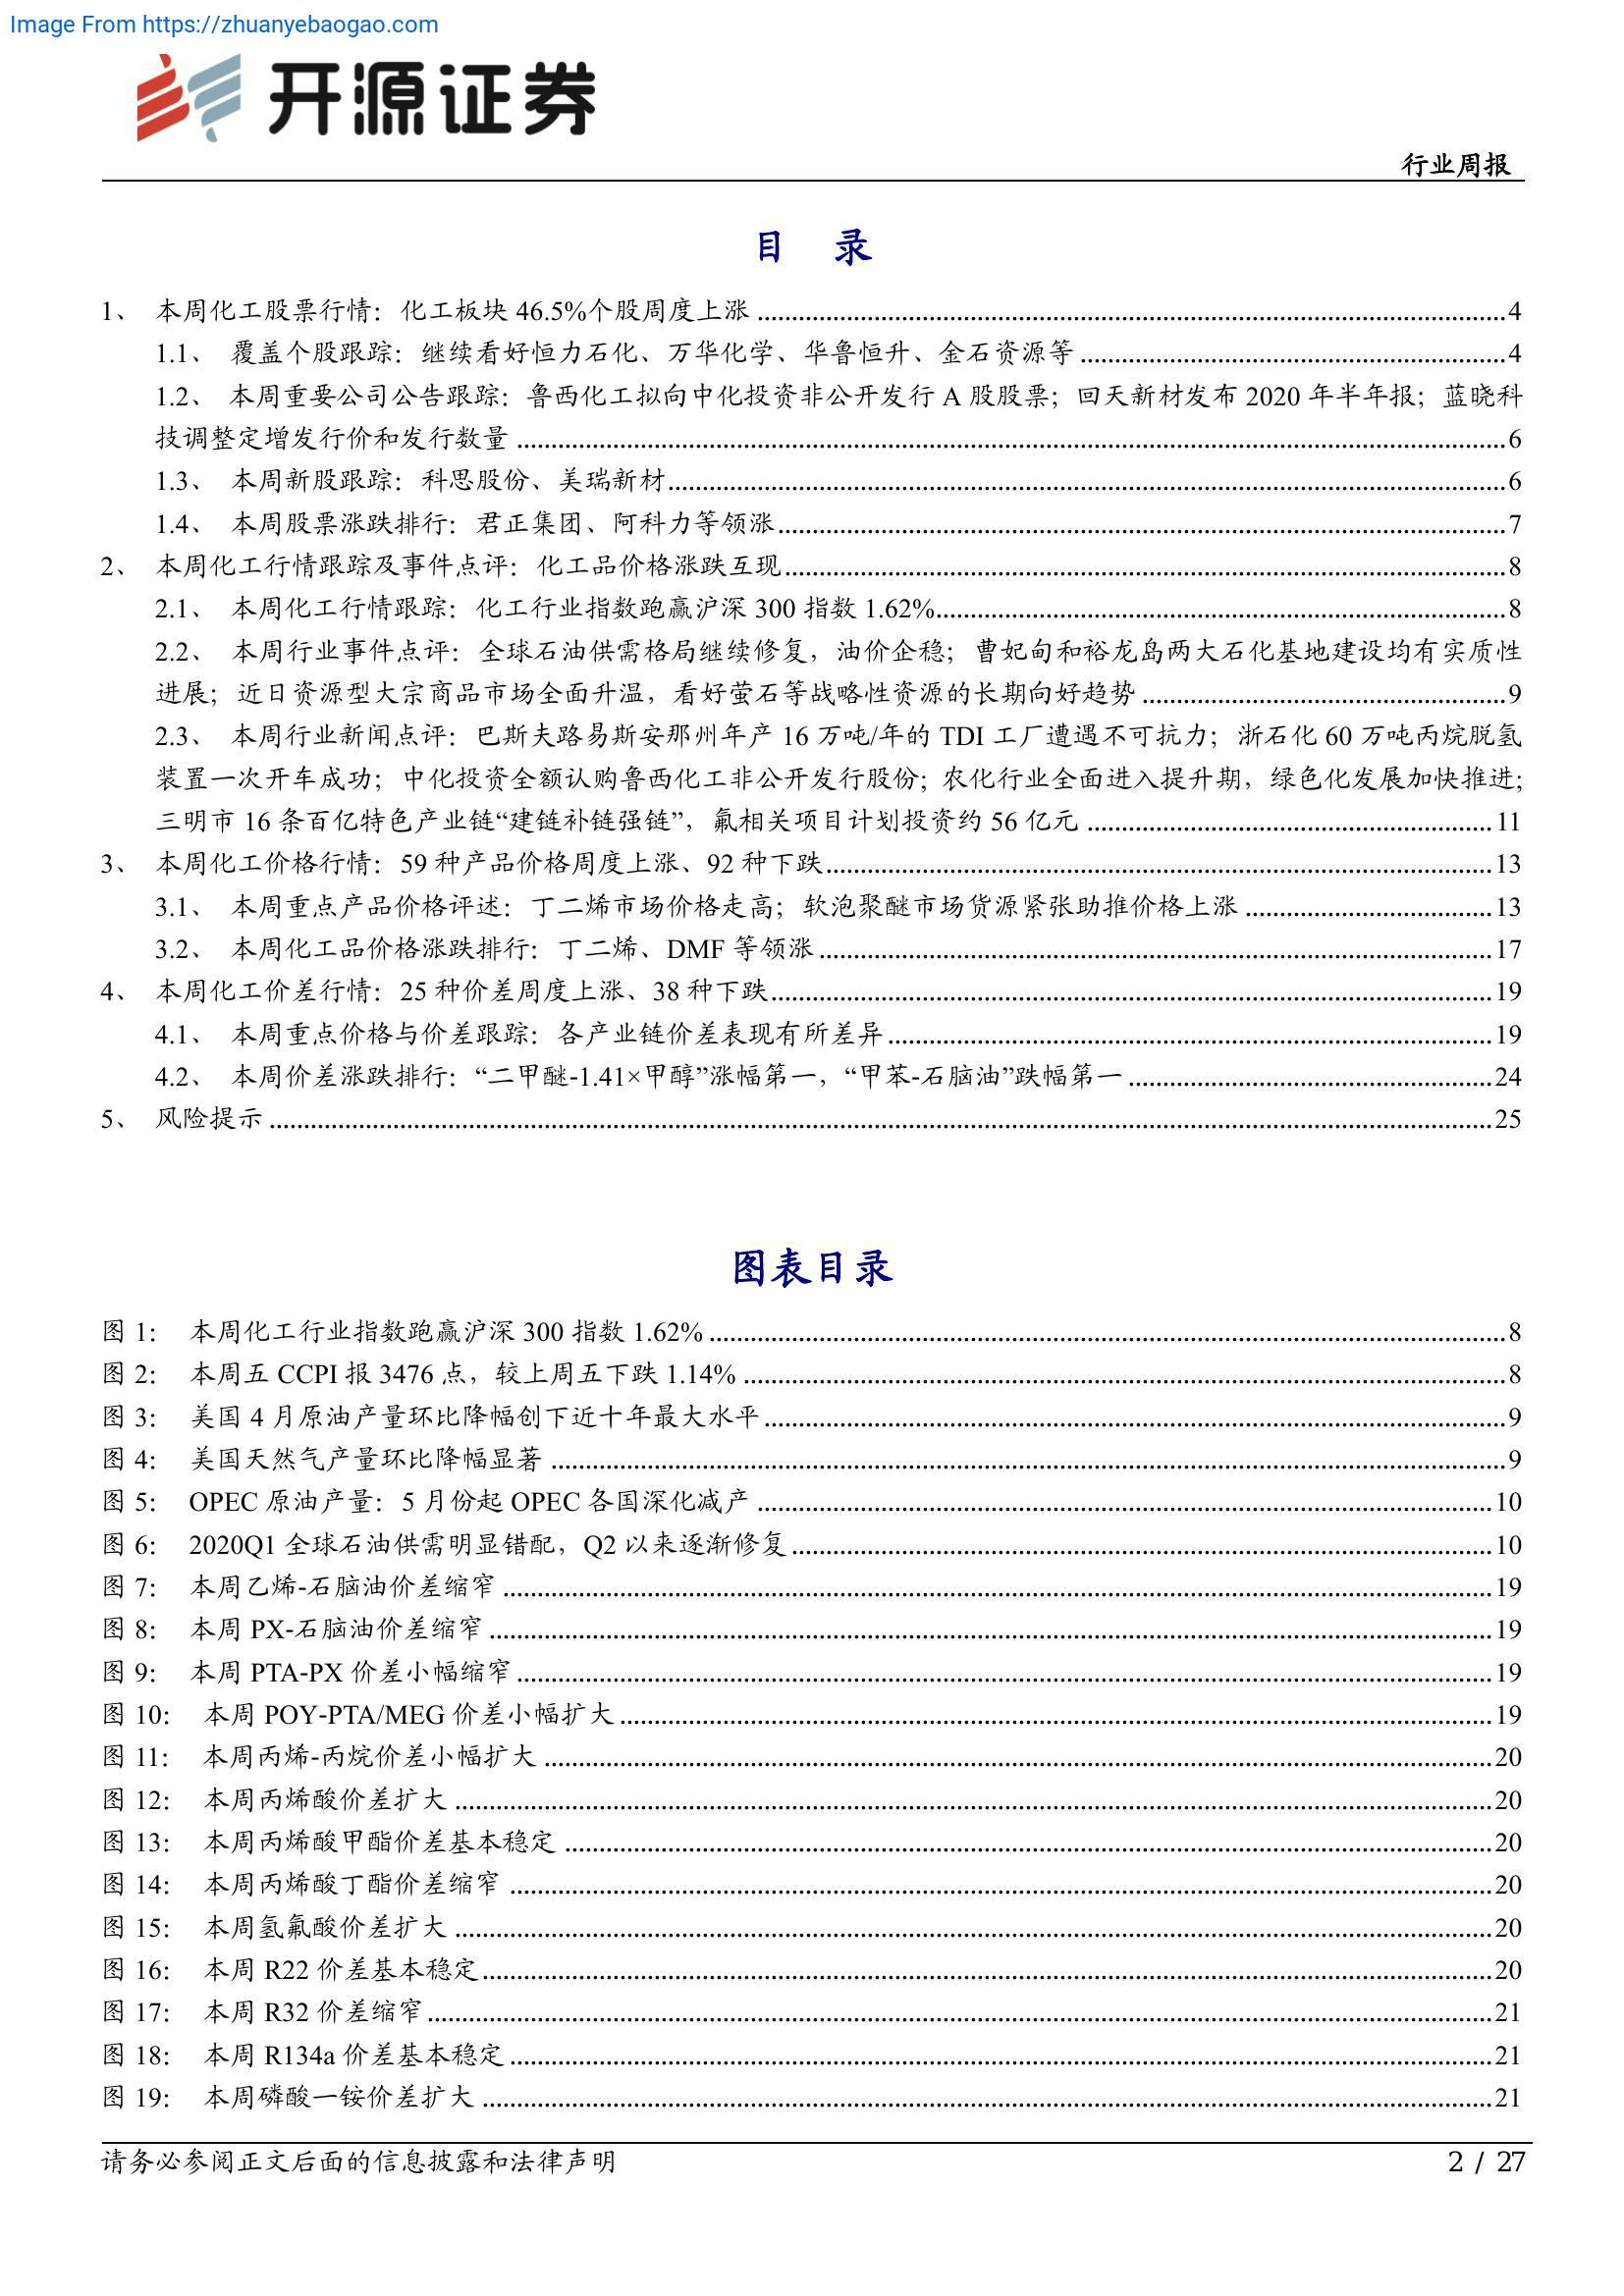 Image From https://zhuanyebaogao.com
开源证券
行业周报
目 录
1、 本周化工股票行情：化工板块 46.5%个股周度上涨 ........ 4
1.1、 覆盖个股跟踪：继续看好恒力石化、万华化学、华鲁恒升、金石资源等 ........ 4
1.2、 本周重要公司公告跟踪：鲁西化工拟向中化投资非公开发行 A 股股票；回天新材发布 2020 年半年报；蓝晓科
技调整定增发行价和发行数量 ........ 6
1.3、 本周新股跟踪：科思股份、美瑞新材 ........ 6
1.4、 本周股票涨跌排行：君正集团、阿科力等领涨 ........ 7
2、 本周化工行情跟踪及事件点评：化工品价格涨跌互现 ........ 8
2.1、 本周化工行情跟踪：化工行业指数跑赢沪深 300 指数 1.62% ........ 8
2.2、 本周行业事件点评：全球石油供需格局继续修复，油价企稳；曹妃甸和裕龙岛两大石化基地建设均有实质性
进展；近日资源型大宗商品市场全面升温，看好萤石等战略性资源的长期向好趋势 ........ 9
2.3、 本周行业新闻点评：巴斯夫路易斯安那州年产 16 万吨/年的 TDI 工厂遭遇不可抗力；浙石化 60 万吨丙烷脱氢
装置一次开车成功；中化投资全额认购鲁西化工非公开发行股份；农化行业全面进入提升期，绿色化发展加快推进；
三明市 16 条百亿特色产业链“建链补链强链”，氟相关项目计划投资约 56 亿元 ........ 11
3、 本周化工价格行情：59 种产品价格周度上涨、92 种下跌 ........ 13
3.1、 本周重点产品价格评述：丁二烯市场价格走高；软泡聚醚市场货源紧张助推价格上涨 ........ 13
3.2、 本周化工品价格涨跌排行：丁二烯、DMF 等领涨 ........ 17
4、 本周化工价差行情：25 种价差周度上涨、38 种下跌 ........ 19
4.1、 本周重点价格与价差跟踪：各产业链价差表现有所差异 ........ 19
4.2、 本周价差涨跌排行：“二甲醚-1.41×甲醇”涨幅第一，“甲苯-石脑油”跌幅第一 ........ 24
5、 风险提示 ........ 25
图表目录
图 1： 本周化工行业指数跑赢沪深 300 指数 1.62% ........ 8
图 2： 本周五 CCPI 报 3476 点，较上周五下跌 1.14% ........ 8
图 3： 美国 4 月原油产量环比降幅创下近十年最大水平 ........ 9
图 4： 美国天然气产量环比降幅显著 ........ 9
图 5： OPEC 原油产量：5 月份起 OPEC 各国深化减产 ........ 10
图 6： 2020Q1 全球石油供需明显错配，Q2 以来逐渐修复 ........ 10
图 7： 本周乙烯-石脑油价差缩窄 ........ 19
图 8： 本周 PX-石脑油价差缩窄 ........ 19
图 9： 本周 PTA-PX 价差小幅缩窄 ........ 19
图 10： 本周 POY-PTA/MEG 价差小幅扩大 ........ 19
图 11： 本周丙烯-丙烷价差小幅扩大 ........ 20
图 12： 本周丙烯酸价差扩大 ........ 20
图 13： 本周丙烯酸甲酯价差基本稳定 ........ 20
图 14： 本周丙烯酸丁酯价差缩窄 ........ 20
图 15： 本周氢氟酸价差扩大 ........ 20
图 16： 本周 R22 价差基本稳定 ........ 20
图 17： 本周 R32 价差缩窄 ........ 21
图 18： 本周 R134a 价差基本稳定 ........ 21
图 19： 本周磷酸一铵价差扩大 ........ 21
请务必参阅正文后面的信息披露和法律声明
2 / 27